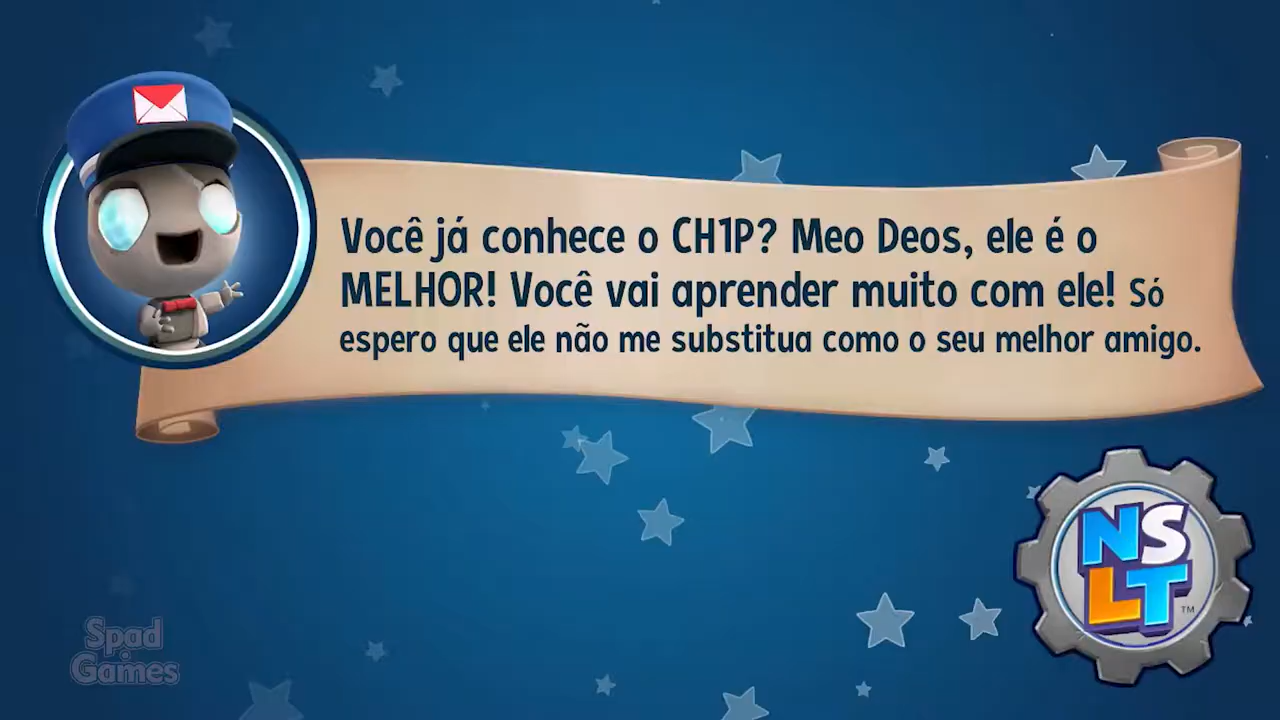 Você já conhece o CH1P? Meo Deos, ele é o
MELHOR! Você vai aprender muito com ele! Só
espero que ele não me substitua como o seu melhor amigo.
NS
LT
TM
Spad
Games